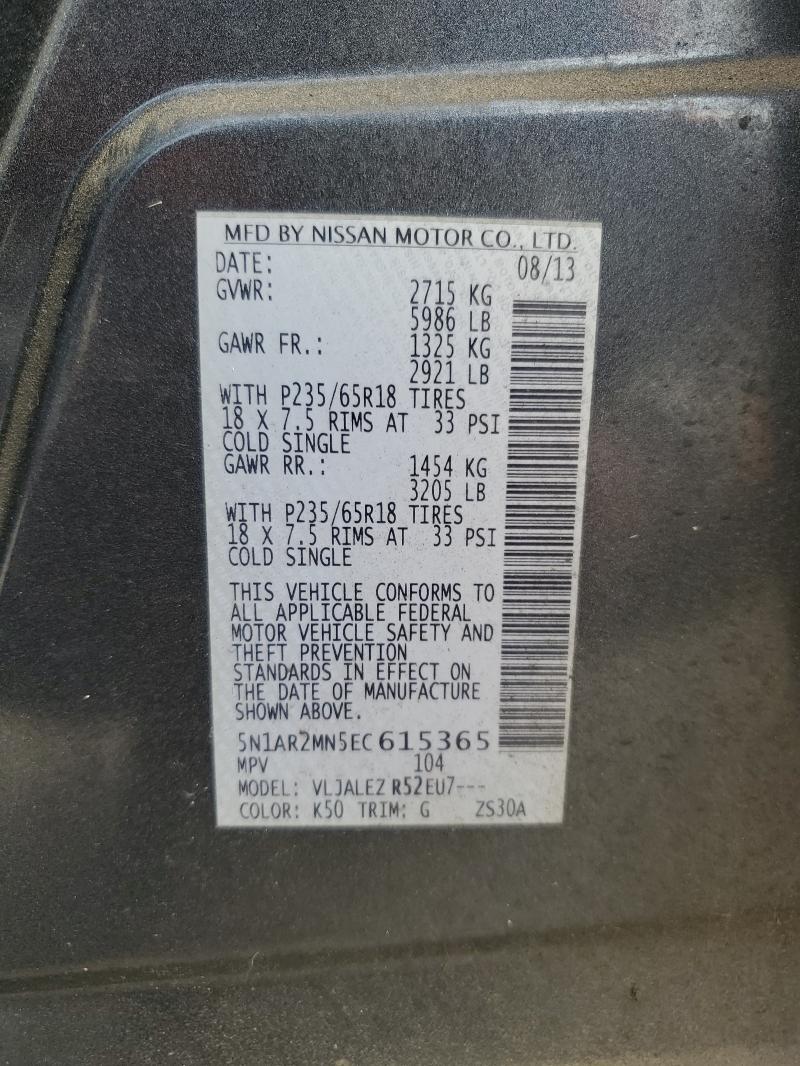 MFD BY NISSAN MOTOR CO., LTD.
DATE: 08/13
GVWR: 2715 KG
5986 LB
GAWR FR.: 1325 KG
2921 LB
WITH P235/65R18 TIRES
18 X 7.5 RIMS AT 33 PSI
COLD SINGLE
GAWR RR.: 1454 KG
3205 LB
WITH P235/65R18 TIRES
18 X 7.5 RIMS AT 33 PSI
COLD SINGLE
THIS VEHICLE CONFORMS TO
ALL APPLICABLE FEDERAL
MOTOR VEHICLE SAFETY AND
THEFT PREVENTION
STANDARDS IN EFFECT ON
THE DATE OF MANUFACTURE
SHOWN ABOVE.
5N1AR2MN5EC615365
MPV 104
MODEL: VLJALEZ R52EU7---
COLOR: K50 TRIM: G ZS30A